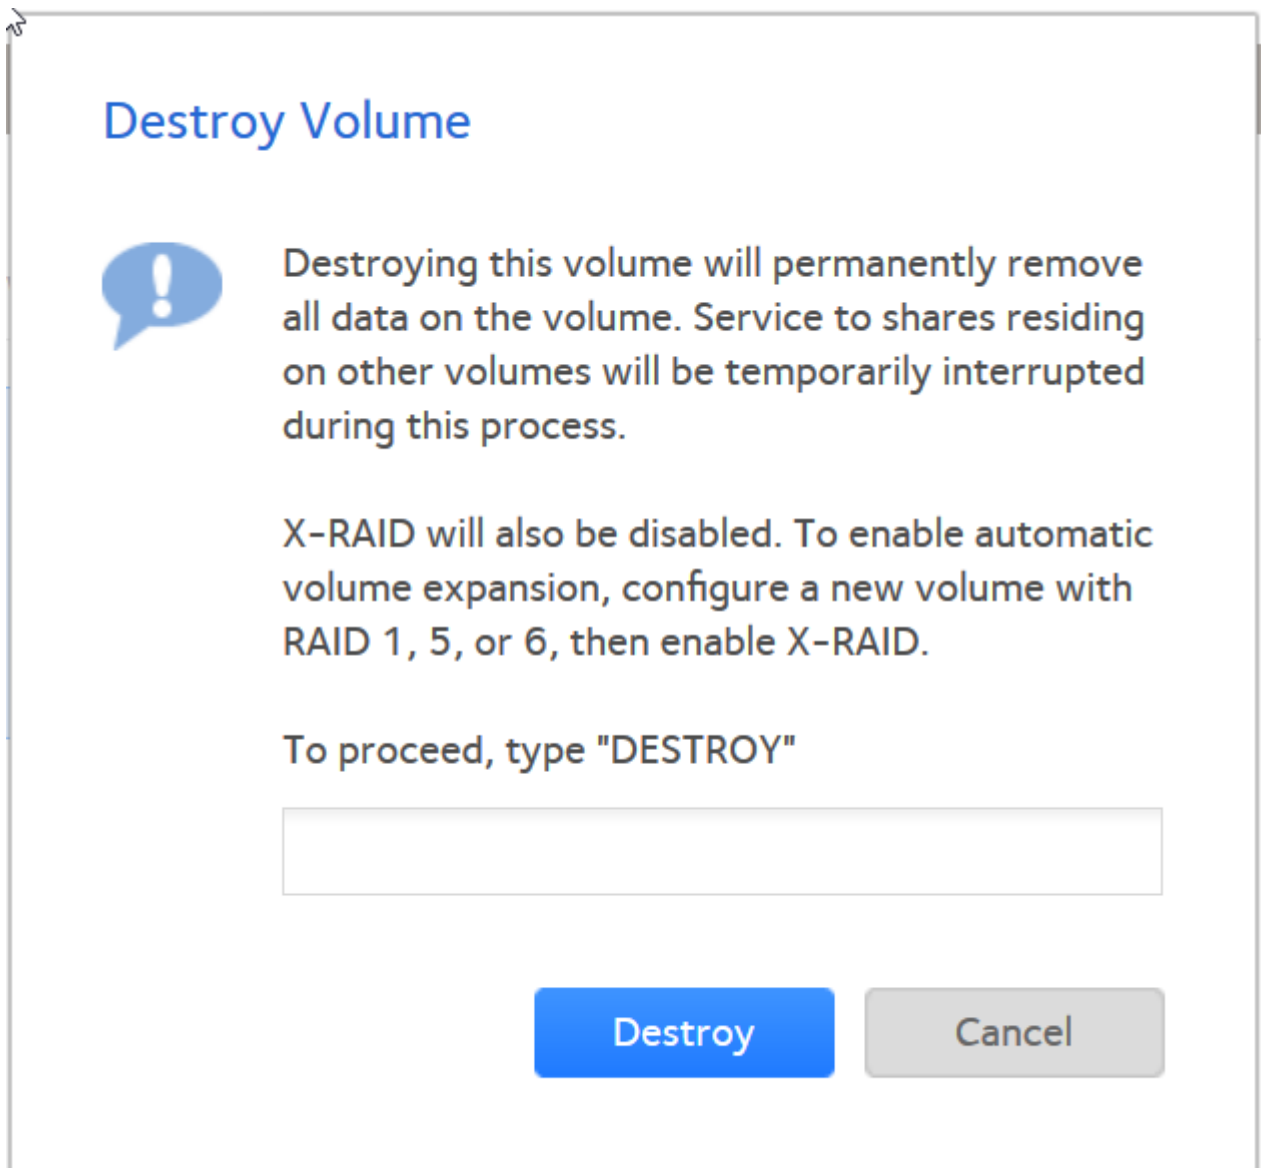 Destroy Volume
Destroying this volume will permanently remove
all data on the volume. Service to shares residing
on other volumes will be temporarily interrupted
during this process.
X-RAID will also be disabled. To enable automatic
volume expansion, configure a new volume with
RAID 1, 5, or 6, then enable X-RAID.
To proceed, type "DESTROY"
Destroy
Cancel